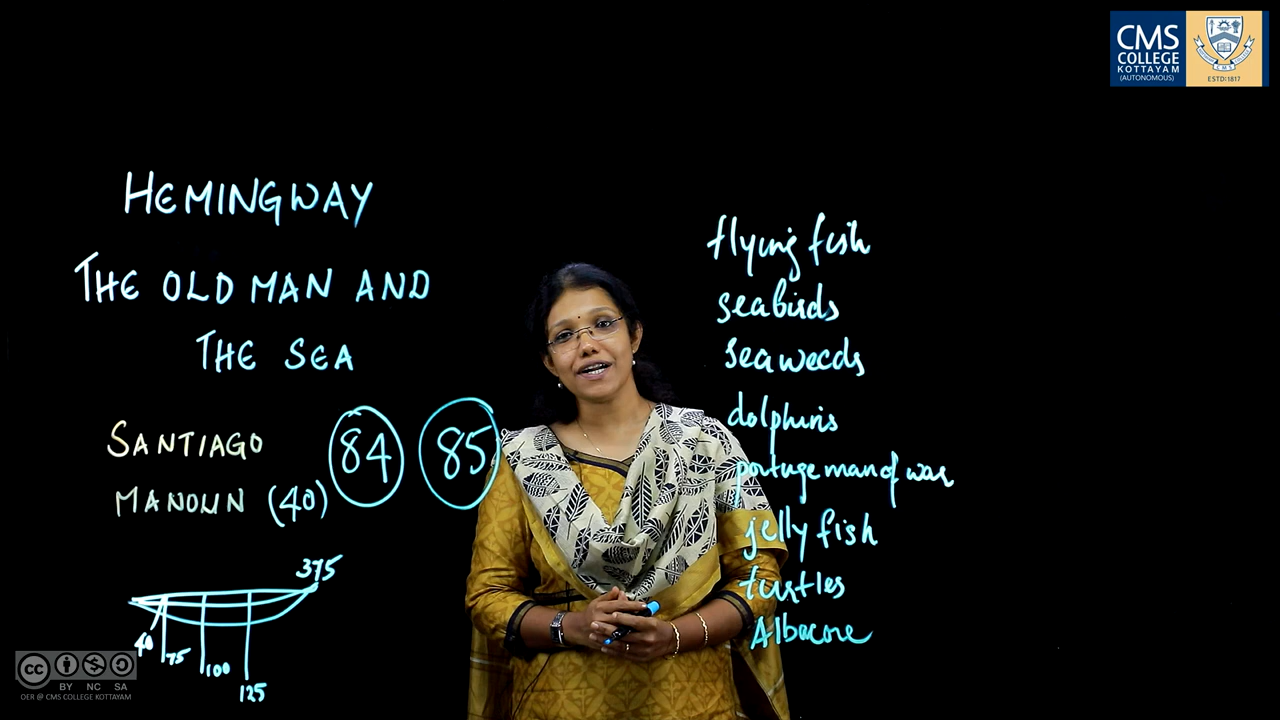 CMS
COLLEGE
KOTTAYAM
(AUTONOMOUS)
ESTD:1817
HEMINGWAY
THE OLD MAN AND
THE SEA
SANTIAGO
MANOLIN (40)
84
85
375
40
75
100
125
flying fish
seabirds
seaweeds
dolphins
portuge man of war
jelly fish
turtles
Albacore
cc
BY NC SA
OER @ CMS COLLEGE KOTTAYAM